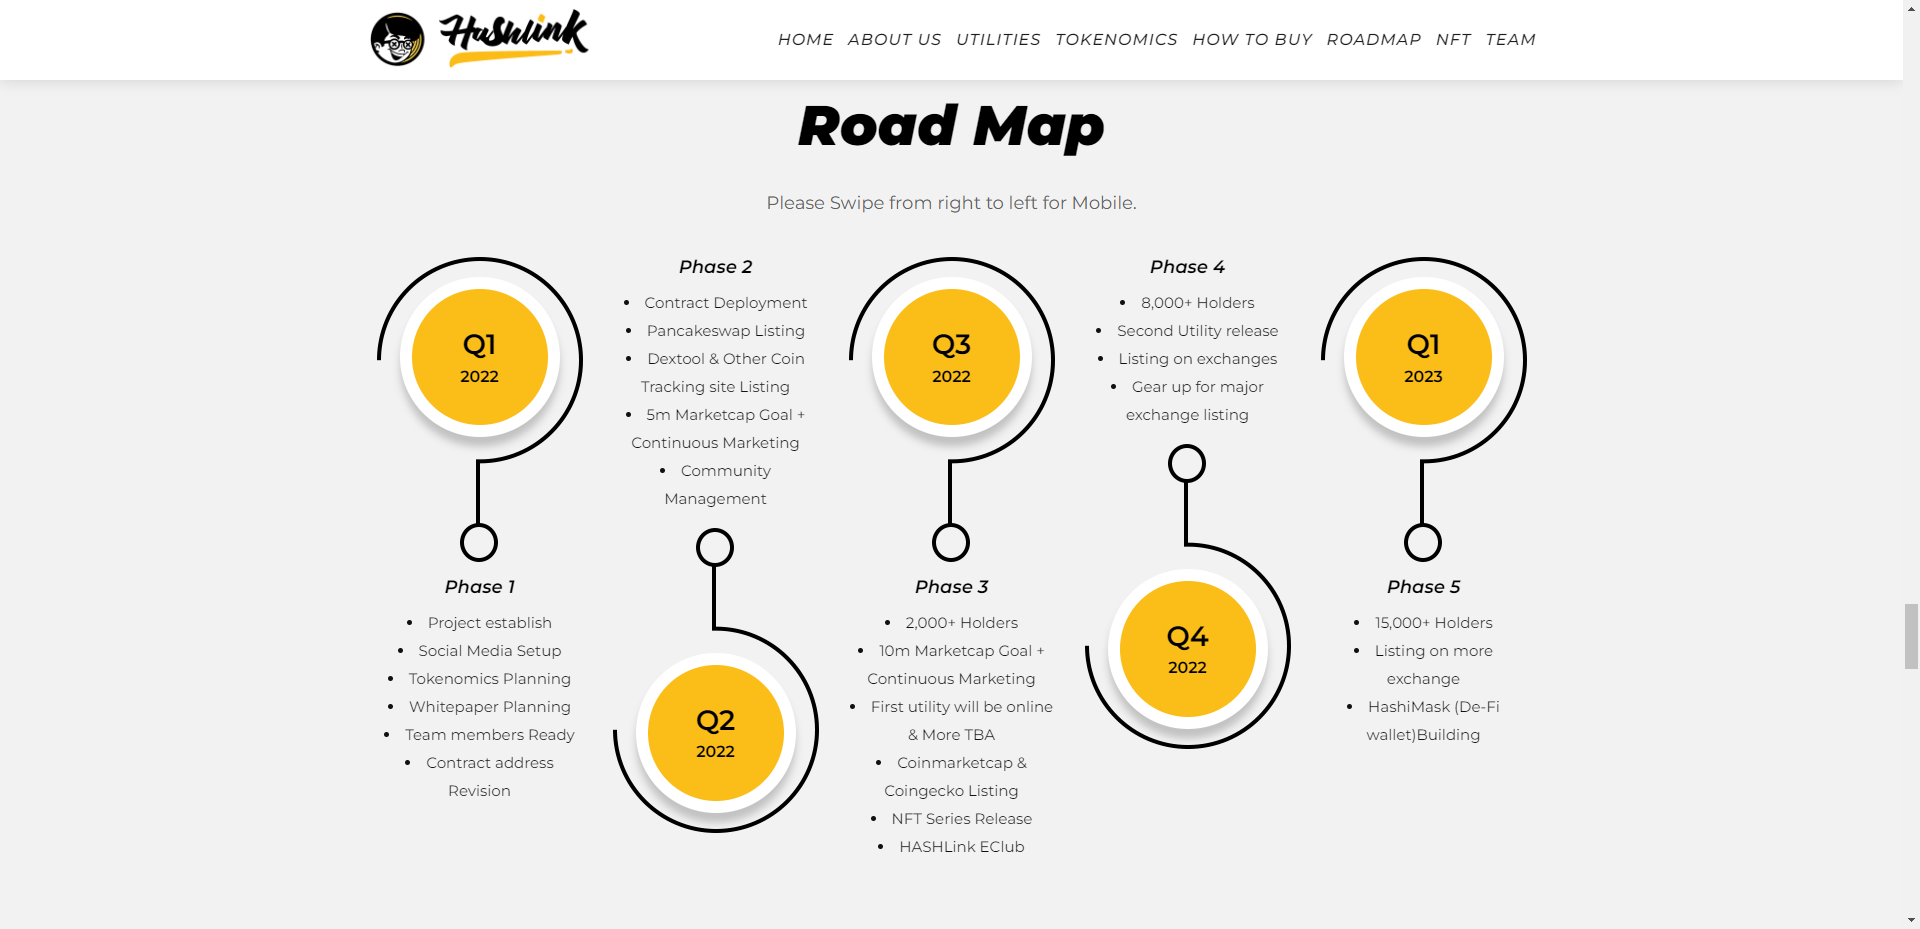 Hashlink
HOME ABOUT US UTILITIES TOKENOMICS HOW TO BUY ROADMAP NFT TEAM
Road Map
Please Swipe from right to left for Mobile.
Q1
2022
Phase 1
• Project establish
• Social Media Setup
• Tokenomics Planning
• Whitepaper Planning
• Team members Ready
• Contract address
Revision
Phase 2
• Contract Deployment
• Pancakeswap Listing
• Dextool & Other Coin
Tracking site Listing
• 5m Marketcap Goal +
Continuous Marketing
• Community
Management
Q2
2022
Q3
2022
Phase 3
• 2,000+ Holders
• 10m Marketcap Goal +
Continuous Marketing
• First utility will be online
& More TBA
• Coinmarketcap &
Coingecko Listing
• NFT Series Release
• HASHLink EClub
Phase 4
• 8,000+ Holders
• Second Utility release
• Listing on exchanges
• Gear up for major
exchange listing
Q4
2022
Q1
2023
Phase 5
• 15,000+ Holders
• Listing on more
exchange
• HashiMask (De-Fi
wallet)Building